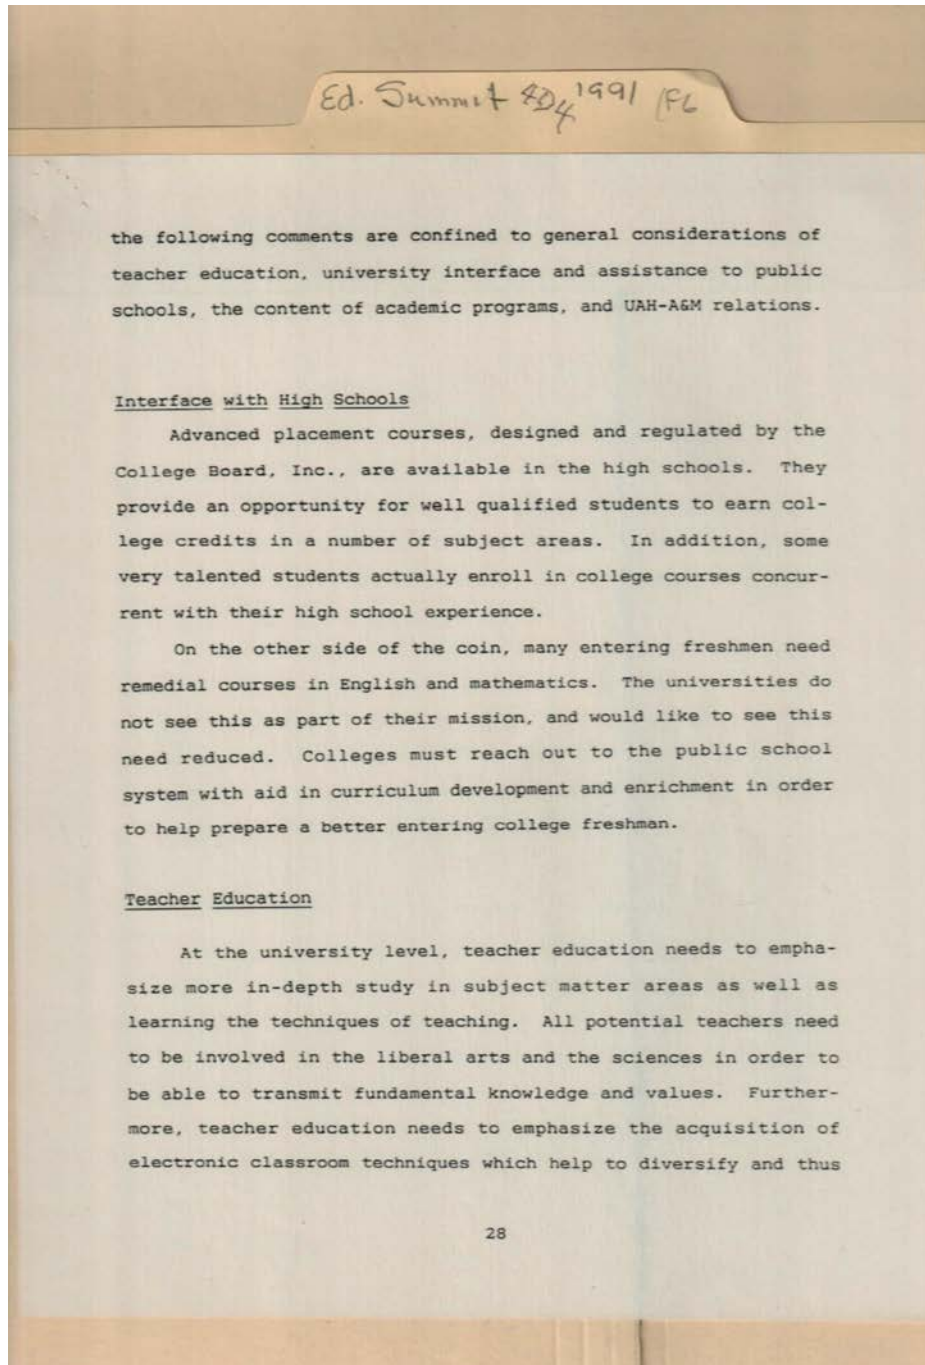 Ed. Summit 4D4 1991 (F6
the following comments are confined to general considerations of
teacher education, university interface and assistance to public
schools, the content of academic programs, and UAH-A&M relations.
Interface with High Schools
Advanced placement courses, designed and regulated by the
College Board, Inc., are available in the high schools. They
provide an opportunity for well qualified students to earn col-
lege credits in a number of subject areas. In addition, some
very talented students actually enroll in college courses concur-
rent with their high school experience.
On the other side of the coin, many entering freshmen need
remedial courses in English and mathematics. The universities do
not see this as part of their mission, and would like to see this
need reduced. Colleges must reach out to the public school
system with aid in curriculum development and enrichment in order
to help prepare a better entering college freshman.
Teacher Education
At the university level, teacher education needs to empha-
size more in-depth study in subject matter areas as well as
learning the techniques of teaching. All potential teachers need
to be involved in the liberal arts and the sciences in order to
be able to transmit fundamental knowledge and values. Further-
more, teacher education needs to emphasize the acquisition of
electronic classroom techniques which help to diversify and thus
28